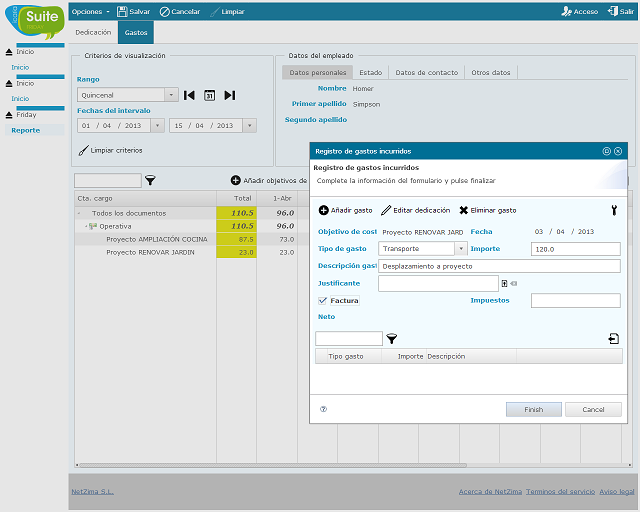 Suite
Opciones Salvar Cancelar Limpiar Acceso Salir
Dedicación Gastos
Inicio
Inicio
Inicio
Inicio
Friday
Reporte
Criterios de visualización
Rango
Quincenal
31
Fechas del intervalo
01 / 04 / 2013 15 / 04 / 2013
Limpiar criterios
Datos del empleado
Datos personales Estado Datos de contacto Otros datos
Nombre Homer
Primer apellido Simpson
Segundo apellido
Añadir objetivos de
Cta. cargo Total 1-Abr
- Todos los documentos 110.5 96.0
Operativa 110.5 96.0
Proyecto AMPLIACIÓN COCINA 87.5 73.0
Proyecto RENOVAR JARDIN 23.0 23.0
Registro de gastos incurridos
Registro de gastos incurridos
Complete la información del formulario y pulse finalizar
Añadir gasto Editar dedicación Eliminar gasto
Objetivo de cost Proyecto RENOVAR JARD Fecha 03 / 04 / 2013
Tipo de gasto Transporte Importe 120.0
Descripción gast Desplazamiento a proyecto
Justificante
Factura Impuestos
Neto
Tipo gasto Importe Descripción
? Finish Cancel
NetZima S.L. Acerca de NetZima Terminos del servicio Aviso legal